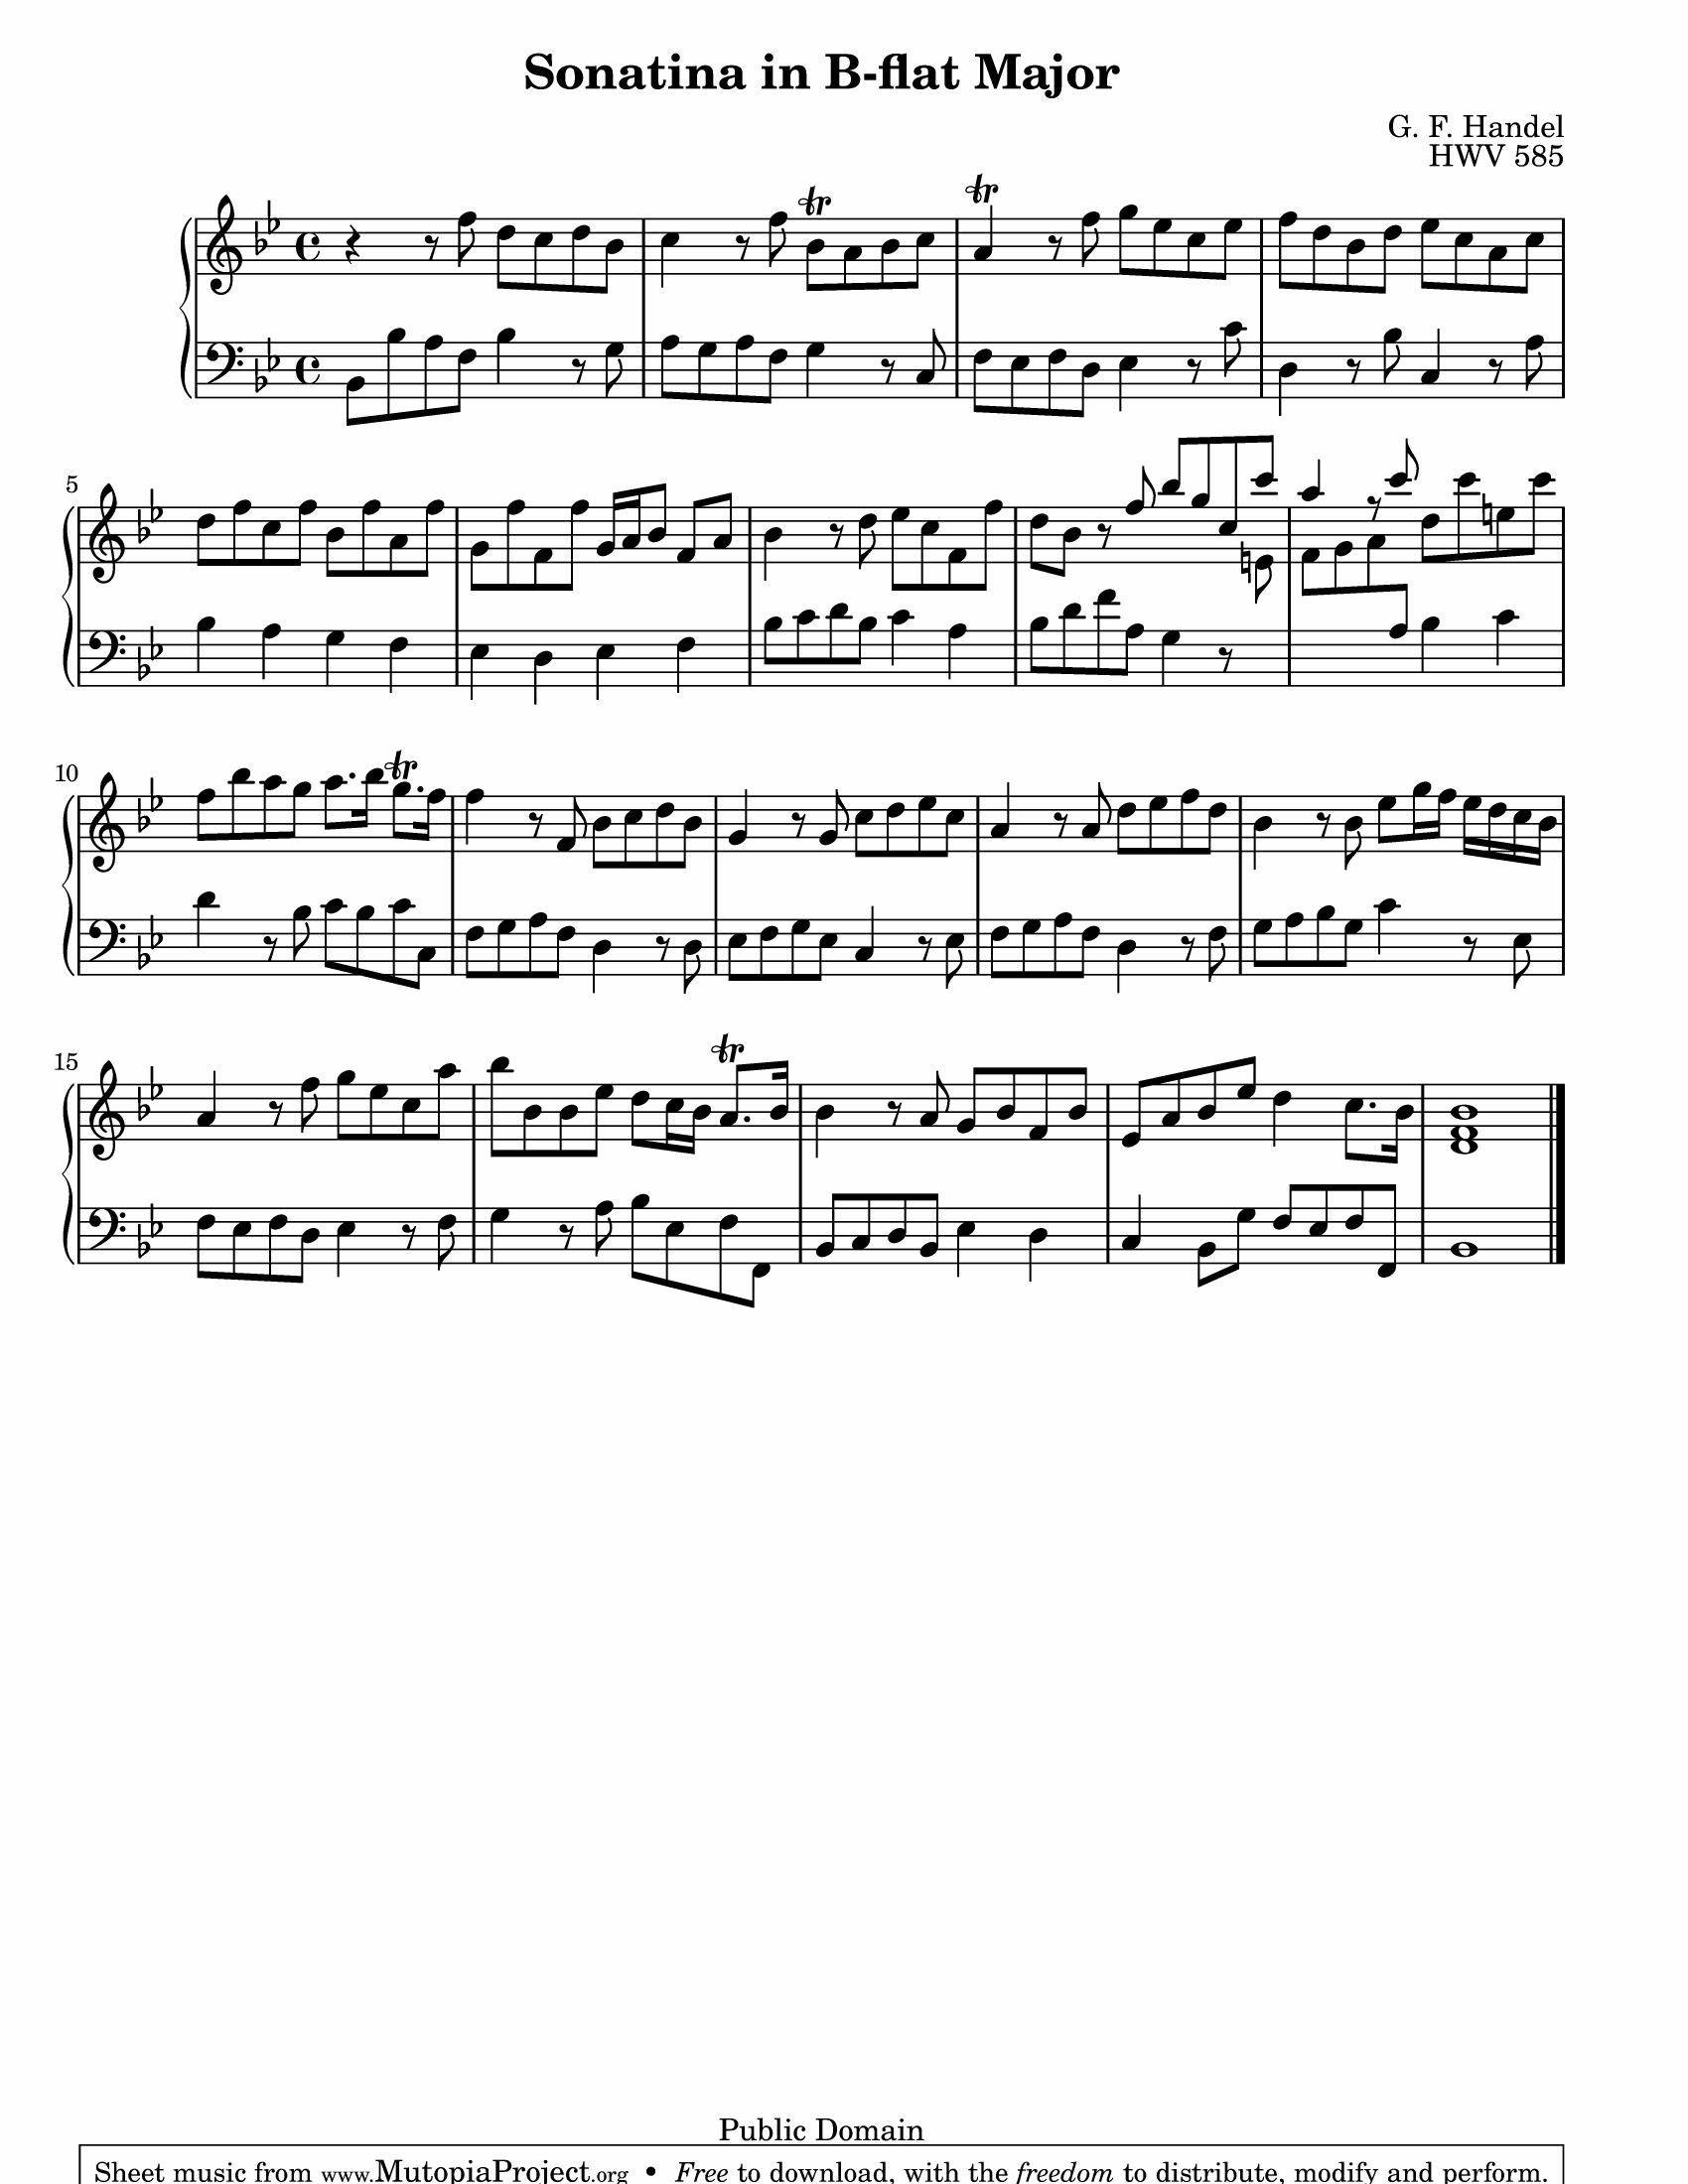 Sonatina in B-flat Major
G. F. Handel
HWV 585
5
10
15
Public Domain
Sheet music from www.MutopiaProject.org • Free to download, with the freedom to distribute, modify and perform.